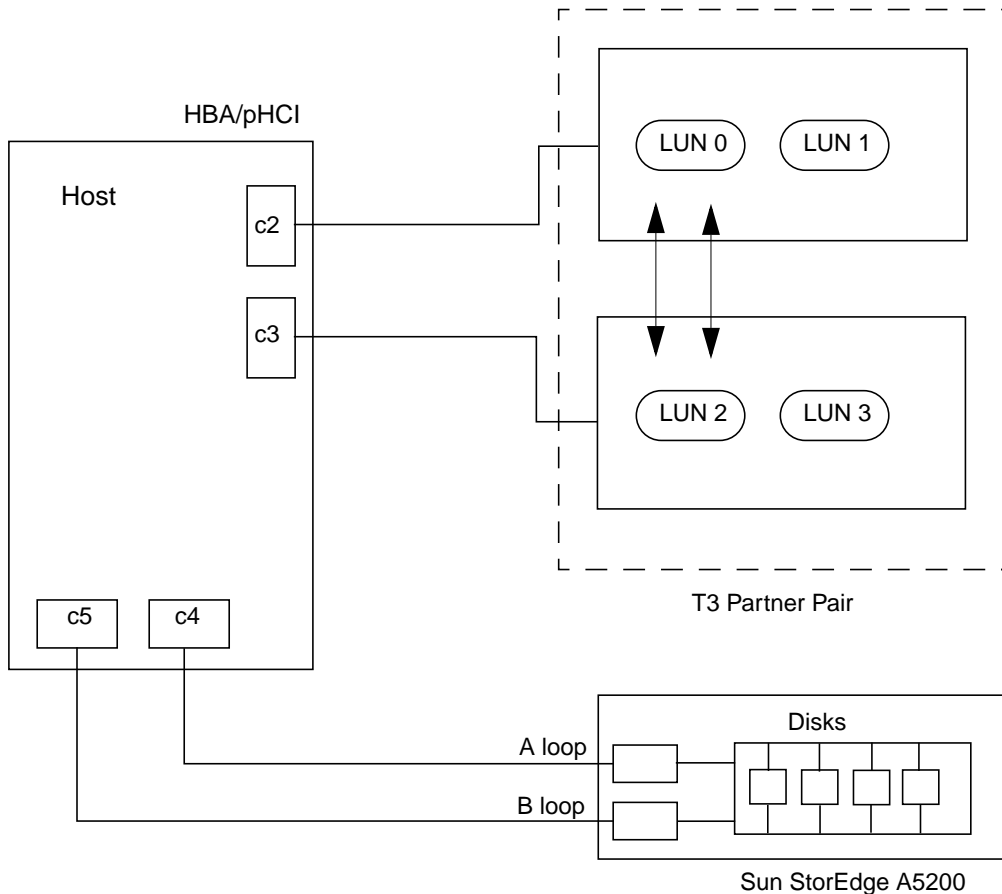 HBA/pHCI
Host
c2
c3
LUN 0
LUN 1
LUN 2
LUN 3
T3 Partner Pair
c5
c4
A loop
B loop
Disks
Sun StorEdge A5200